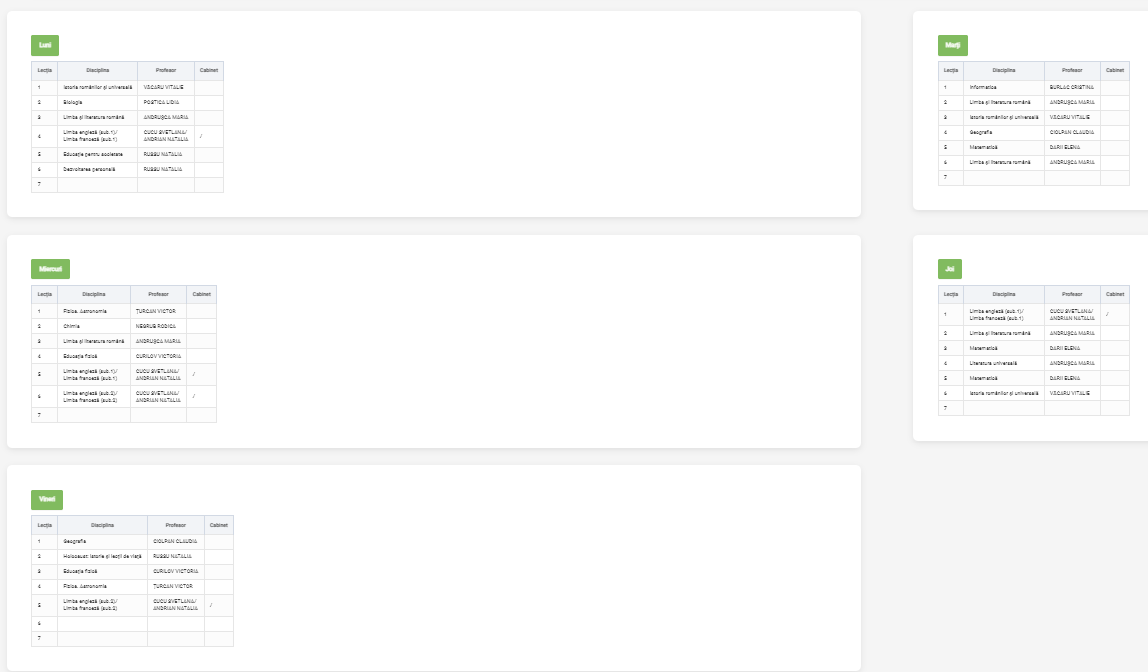 Luni
Lecția Disciplina Profesor Cabinet
1 Istoria românilor și universală VACARU VITALIE
2 Biologia POSTICA LIDIA
3 Limba și literatura română ANDRUȘCA MARIA
4 Limba engleză (sub.1)/ CUCU SVETLANA/ /
Limba franceză (sub.1) ANDRIAN NATALIA
5 Educație pentru societate RUSSU NATALIA
6 Dezvoltarea personală RUSSU NATALIA
7
Marți
Lecția Disciplina Profesor Cabinet
1 Informatica BURLAC CRISTINA
2 Limba și literatura română ANDRUȘCA MARIA
3 Istoria românilor și universală VACARU VITALIE
4 Geografia CIOLPAN CLAUDIA
5 Matematică DARII ELENA
6 Limba și literatura română ANDRUȘCA MARIA
7
Miercuri
Lecția Disciplina Profesor Cabinet
1 Fizica. Astronomia ȚURCAN VICTOR
2 Chimia NEGRUB RODICA
3 Limba și literatura română ANDRUȘCA MARIA
4 Educația fizică CURILOV VICTORIA
5 Limba engleză (sub.1)/ CUCU SVETLANA/ /
Limba franceză (sub.1) ANDRIAN NATALIA
6 Limba engleză (sub.2)/ CUCU SVETLANA/ /
Limba franceză (sub.2) ANDRIAN NATALIA
7
Joi
Lecția Disciplina Profesor Cabinet
1 Limba engleză (sub.1)/ CUCU SVETLANA/ /
Limba franceză (sub.1) ANDRIAN NATALIA
2 Limba și literatura română ANDRUȘCA MARIA
3 Matematică DARII ELENA
4 Literatura universală ANDRUȘCA MARIA
5 Matematică DARII ELENA
6 Istoria românilor și universală VACARU VITALIE
7
Vineri
Lecția Disciplina Profesor Cabinet
1 Geografia CIOLPAN CLAUDIA
2 Holocaust: istorie și lecții de viață RUSSU NATALIA
3 Educația fizică CURILOV VICTORIA
4 Fizica. Astronomia ȚURCAN VICTOR
5 Limba engleză (sub.2)/ CUCU SVETLANA/ /
Limba franceză (sub.2) ANDRIAN NATALIA
6
7